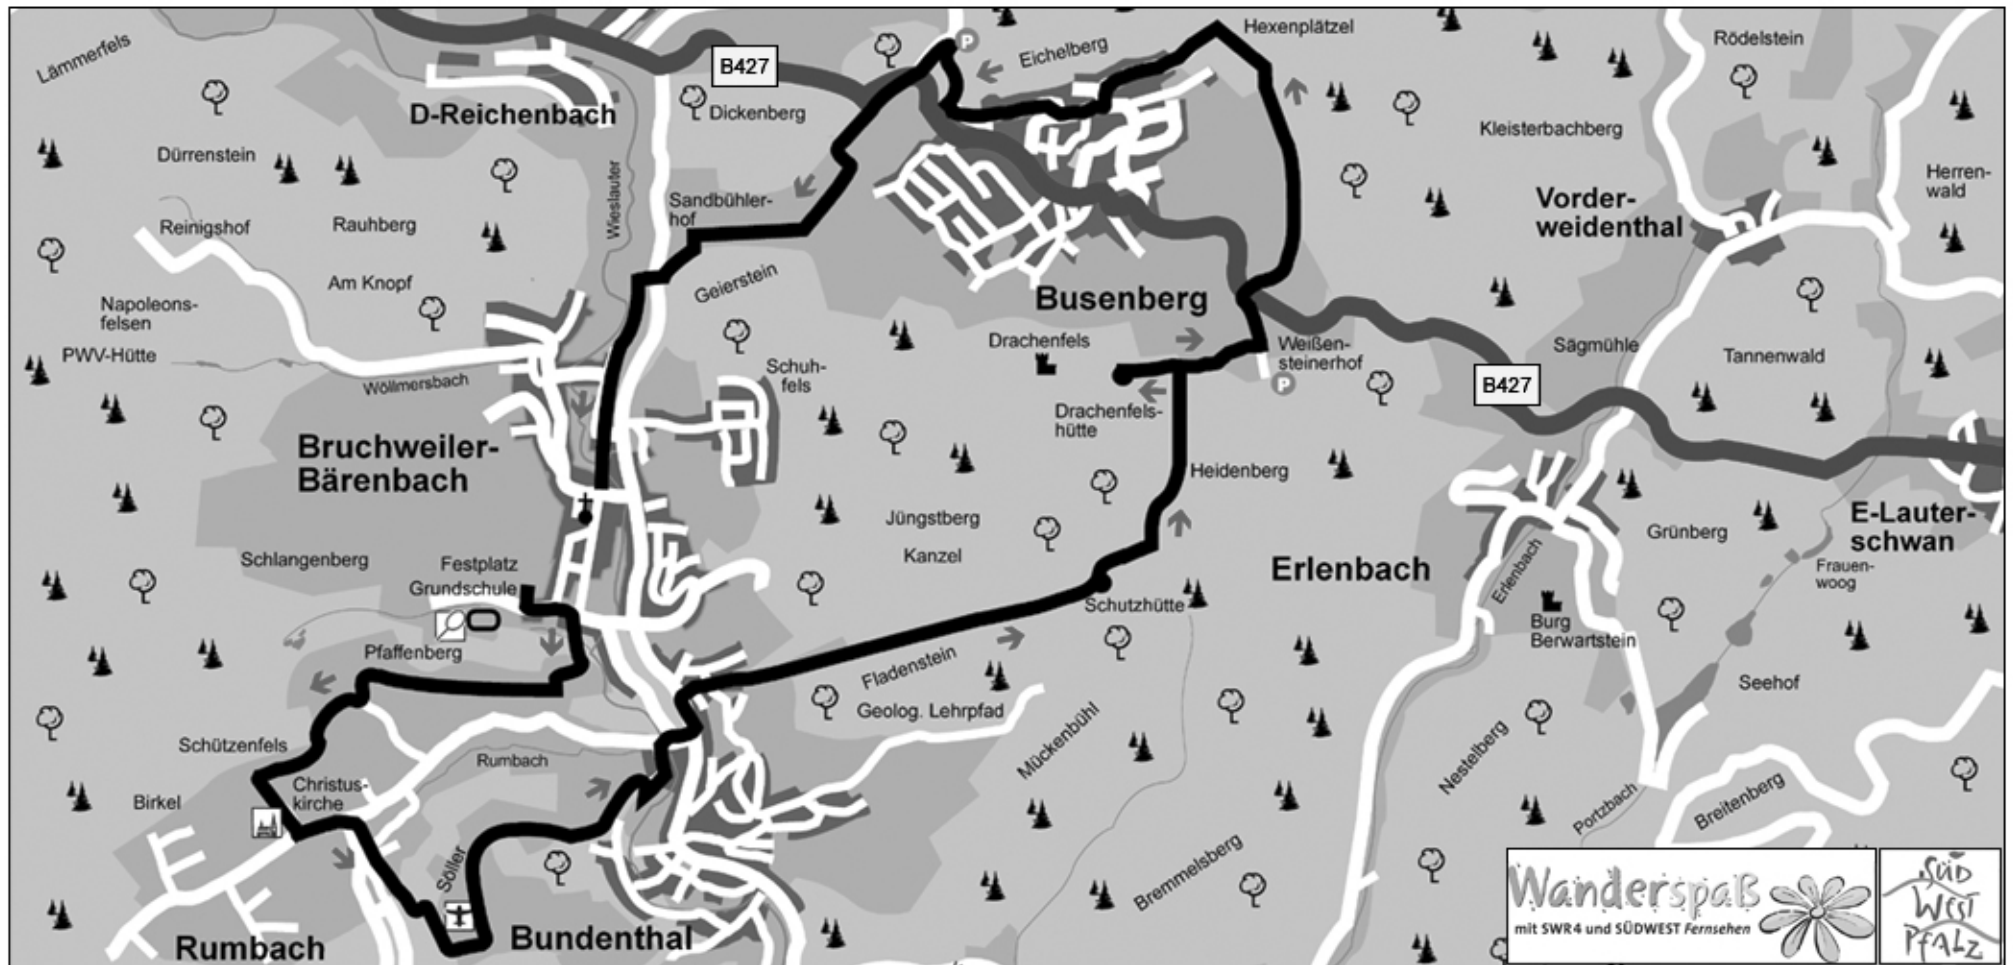 Lämmerfels
B427
Eichelberg
Hexenplätzel
Rödelstein
D-Reichenbach
Dickenberg
Kleisterbachberg
Dürrenstein
Herren-
wald
Wieslauter
Sandbühler-
hof
Vorder-
weidenthal
Reinigshof
Rauhberg
Am Knopf
Geierstein
Busenberg
Napoleons-
felsen
PWV-Hütte
Wöllmersbach
Drachenfels
Weißen-
steinerhof
Sägmühle
Tannenwald
Schuh-
fels
B427
Drachenfels-
hütte
Bruchweiler-
Bärenbach
Heidenberg
Jüngstberg
Kanzel
Grünberg
E-Lauter-
schwan
Schlangenberg
Festplatz
Grundschule
Erlenbach
Erlenbach
Frauen-
woog
Schutzhütte
Burg
Berwartstein
Pfaffenberg
Fladenstein
Geolog. Lehrpfad
Seehof
Schützenfels
Rumbach
Mückenbühl
Nestelberg
Christus-
kirche
Birkel
Portzbach
Breitenberg
Söller
Bremmelsberg
Rumbach
Bundenthal
P
P
Wanderspaß
mit SWR4 und SÜDWEST Fernsehen
SÜD
WEST
PFALZ